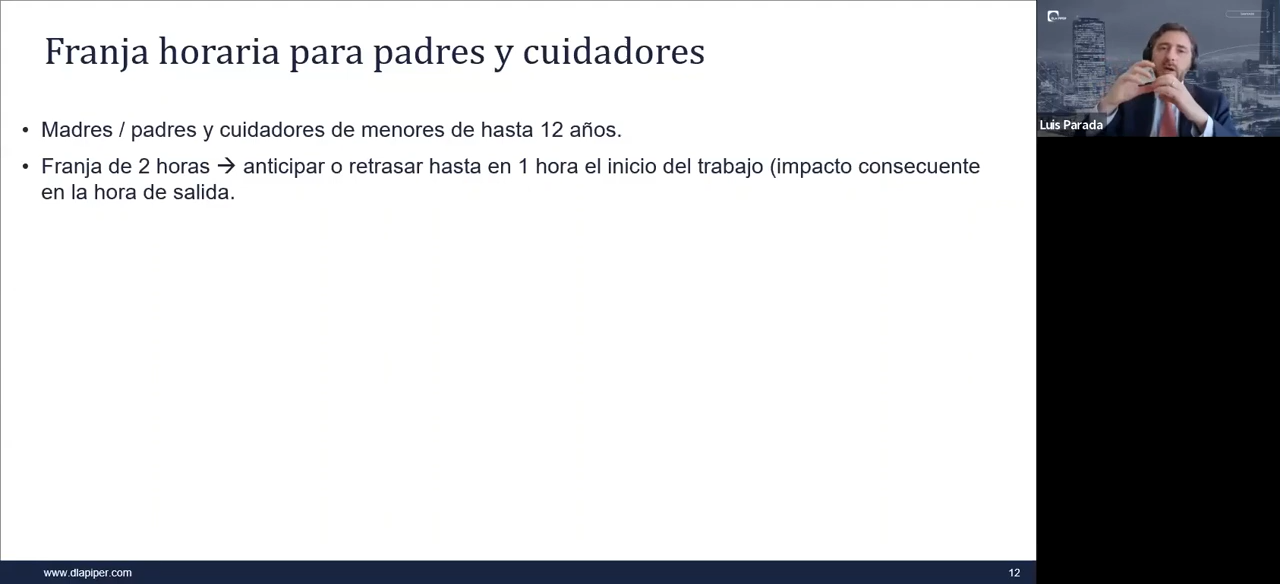 Franja horaria para padres y cuidadores
• Madres / padres y cuidadores de menores de hasta 12 años.
• Franja de 2 horas → anticipar o retrasar hasta en 1 hora el inicio del trabajo (impacto consecuente
en la hora de salida.
Luis Parada
www.dlapiper.com
12